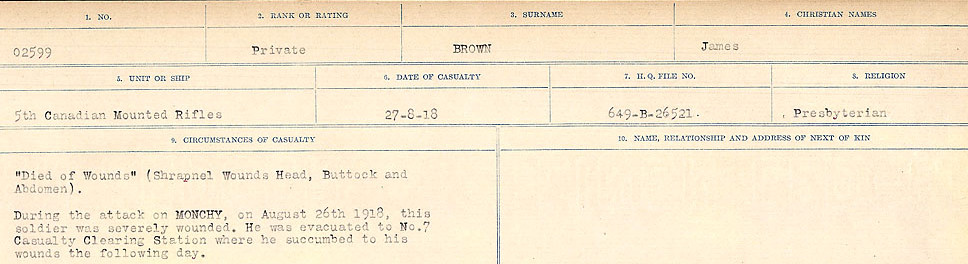 1. NO. 2. RANK OR RATING 3. SURNAME 4. CHRISTIAN NAMES
02599 Private BROWN James
5. UNIT OR SHIP 6. DATE OF CASUALTY 7. H.Q. FILE NO. 8. RELIGION
5th Canadian Mounted Rifles 27-8-18 649-B-26521. Presbyterian
9. CIRCUMSTANCES OF CASUALTY 10. NAME, RELATIONSHIP AND ADDRESS OF NEXT OF KIN
"Died of Wounds" (Shrapnel Wounds Head, Buttock and
Abdomen).
During the attack on MONCHY, on August 26th 1918, this
soldier was severely wounded. He was evacuated to No.7
Casualty Clearing Station where he succumbed to his
wounds the following day.